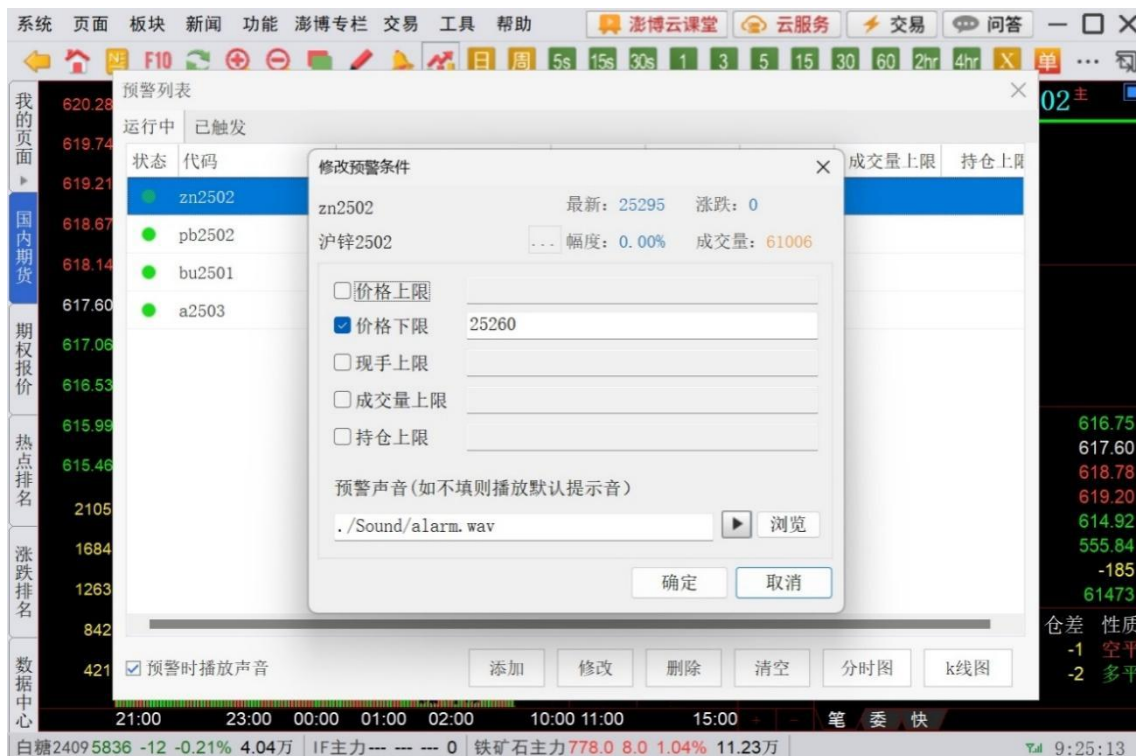 系统 页面 板块 新闻 功能 澎博专栏 交易 工具 帮助 澎博云课堂 云服务 交易 问答
F10 日 周 5s 15s 30s 1 3 5 15 30 60 2hr 4hr X 单 ...
我的页面
国内期货
期权报价
热点排名
涨跌排名
数据中心
620.28
619.74
619.21
618.67
618.14
617.60
617.06
616.53
615.99
615.46
2105
1684
1263
842
421
预警列表
运行中 已触发
状态 代码 成交量上限 持仓上限
zn2502
pb2502
bu2501
a2503
修改预警条件
zn2502 最新: 25295 涨跌: 0
沪锌2502 ... 幅度: 0.00% 成交量: 61006
价格上限
价格下限 25260
现手上限
成交量上限
持仓上限
预警声音(如不填则播放默认提示音)
./Sound/alarm.wav 浏览
确定 取消
预警时播放声音 添加 修改 删除 清空 分时图 k线图
02主
616.75
617.60
618.78
619.20
614.92
555.84
-185
61473
仓差 性质
-1 空平
-2 多平
21:00 23:00 00:00 01:00 02:00 10:00 11:00 15:00 + - 笔 委 快
白糖2409 5836 -12 -0.21% 4.04万 IF主力 --- --- --- 0 铁矿石主力 778.0 8.0 1.04% 11.23万 9:25:13